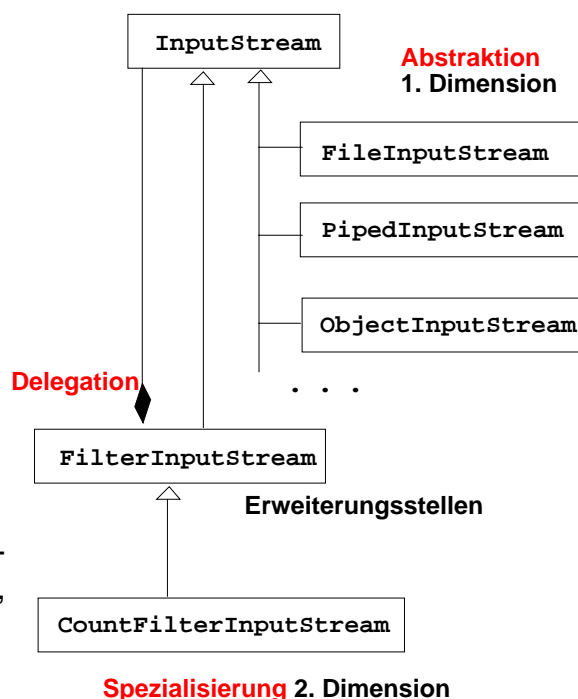 InputStream
Abstraktion
1. Dimension
FileInputStream
PipedInputStream
ObjectInputStream
Delegation
. . .
FilterInputStream
Erweiterungsstellen
-
,
CountFilterInputStream
Spezialisierung 2. Dimension